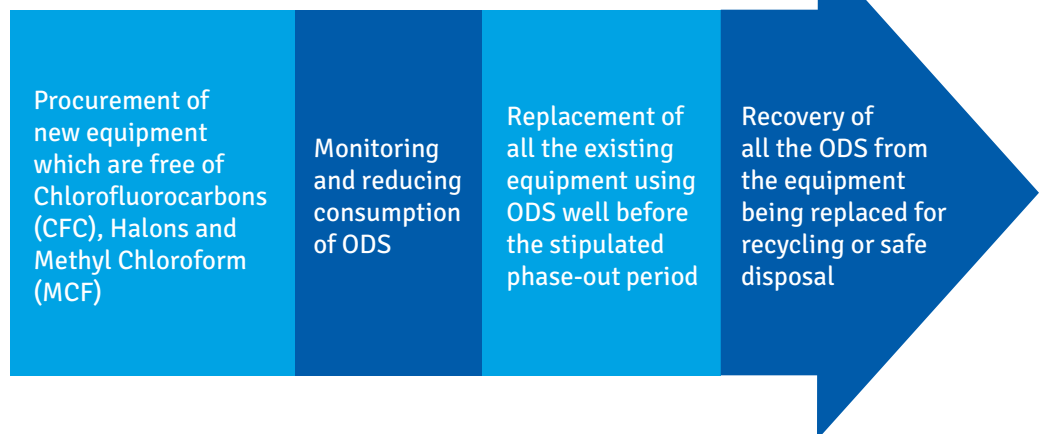 Procurement of
new equipment
which are free of
Chlorofluorocarbons
(CFC), Halons and
Methyl Chloroform
(MCF)
Monitoring
and reducing
consumption
of ODS
Replacement of
all the existing
equipment using
ODS well before
the stipulated
phase-out period
Recovery of
all the ODS from
the equipment
being replaced for
recycling or safe
disposal